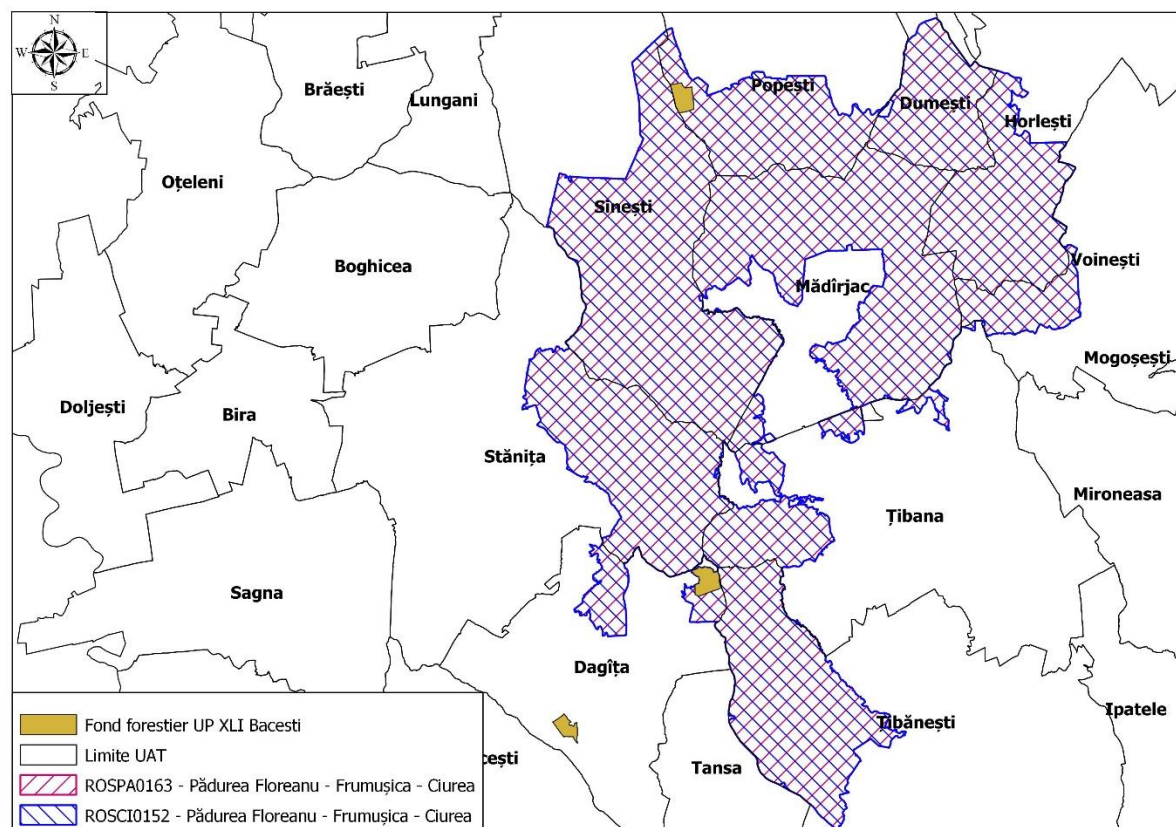 N
W E
S
Brăești
Lungani
Popești
Dumești
Horlești
Oțeleni
Sinești
Boghicea
Mădîrjac
Voinești
Mogoșești
Doljești
Bira
Stănița
Mironeasa
Țibana
Sagna
Dagîța
Ipatele
Țibănești
Tansa
cești
Fond forestier UP XLI Bacesti
Limite UAT
ROSPA0163 - Pădurea Floreanu - Frumușica - Ciurea
ROSCI0152 - Pădurea Floreanu - Frumușica - Ciurea